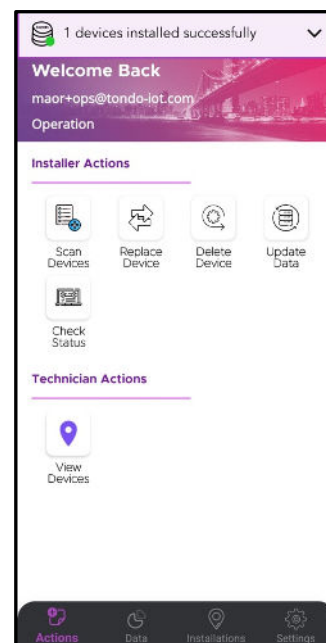 1 devices installed successfully
Welcome Back
maor+ops@tondo-iot.com
Operation
Installer Actions
Scan
Devices
Replace
Device
Delete
Device
Update
Data
Check
Status
Technician Actions
View
Devices
Actions
Data
Installations
Settings